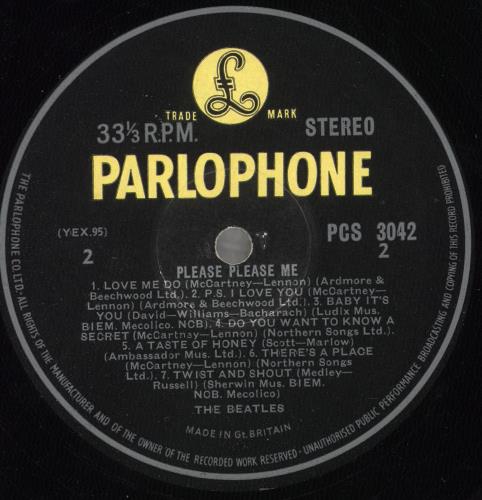 £
TRADE MARK
33⅓ R.P.M. STEREO
PARLOPHONE
(YEX.95) PCS 3042
2 2
PLEASE PLEASE ME
1. LOVE ME DO (McCartney—Lennon) (Ardmore &
Beechwood Ltd.). 2. P.S. I LOVE YOU (McCartney—
Lennon) (Ardmore & Beechwood Ltd.) 3. BABY IT'S
YOU (David—Williams—Bacharach) (Ludix Mus.
BIEM. Mecolico. NCB). 4. DO YOU WANT TO KNOW A
SECRET (McCartney—Lennon) (Northern Songs Ltd.).
5. A TASTE OF HONEY (Scott—Marlow)
(Ambassador Mus. Ltd.). 6. THERE'S A PLACE
(McCartney—Lennon) (Northern Songs
Ltd.). 7. TWIST AND SHOUT (Medley—
Russell) (Sherwin Mus. BIEM.
NCB. Mecolico)
THE BEATLES
MADE IN Gt. BRITAIN
THE PARLOPHONE CO. LTD.· ALL RIGHTS OF THE MANUFACTURER AND OF THE OWNER OF THE RECORDED WORK RESERVED · UNAUTHORISED PUBLIC PERFORMANCE BROADCASTING AND COPYING OF THIS RECORD PROHIBITED